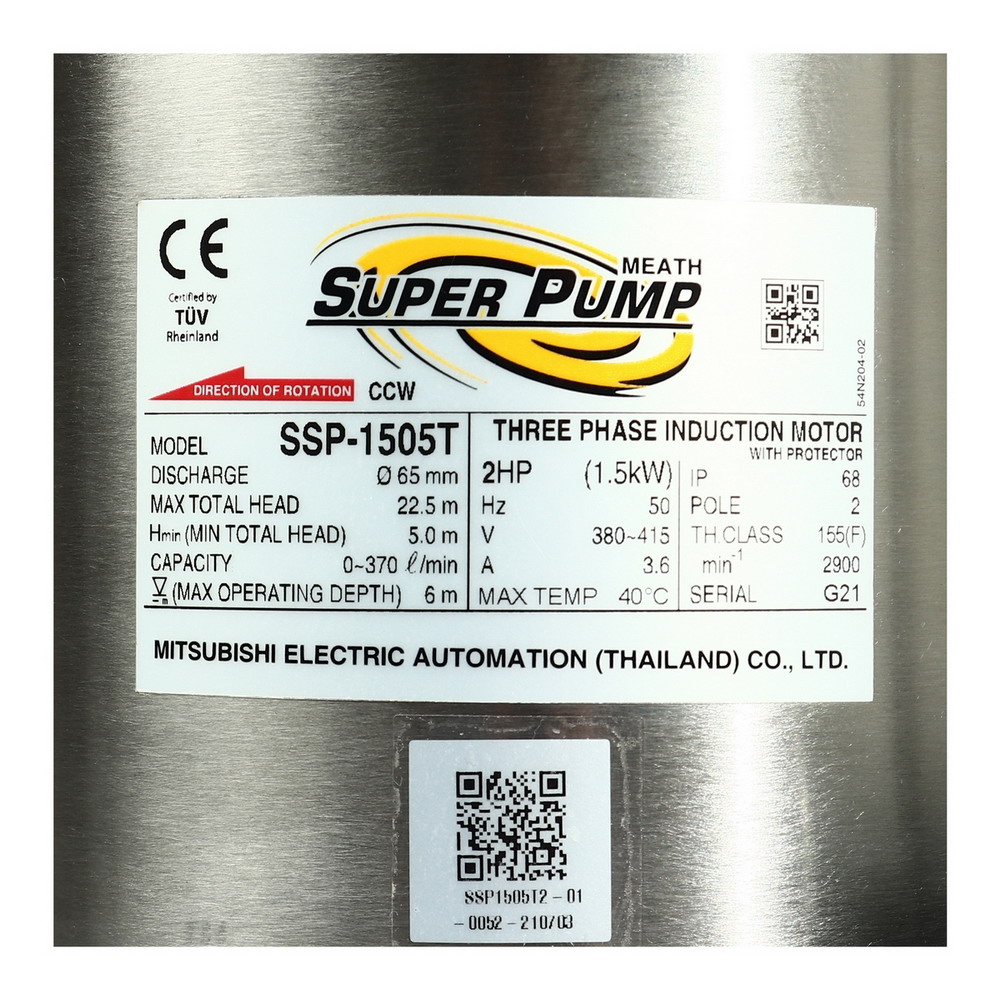 CE
Certified by
TÜV
Rheinland
MEATH
SUPER PUMP
54N204-02
DIRECTION OF ROTATION CCW
MODEL SSP-1505T
DISCHARGE Ø 65 mm
MAX TOTAL HEAD 22.5 m
Hmin (MIN TOTAL HEAD) 5.0 m
CAPACITY 0~370 ℓ/min
(MAX OPERATING DEPTH) 6 m
THREE PHASE INDUCTION MOTOR
WITH PROTECTOR
2HP (1.5kW)
Hz 50
V 380~415
A 3.6
MAX TEMP 40°C
IP 68
POLE 2
TH.CLASS 155(F)
min⁻¹ 2900
SERIAL G21
MITSUBISHI ELECTRIC AUTOMATION (THAILAND) CO., LTD.
SSP1505T2-01
-0052-210703